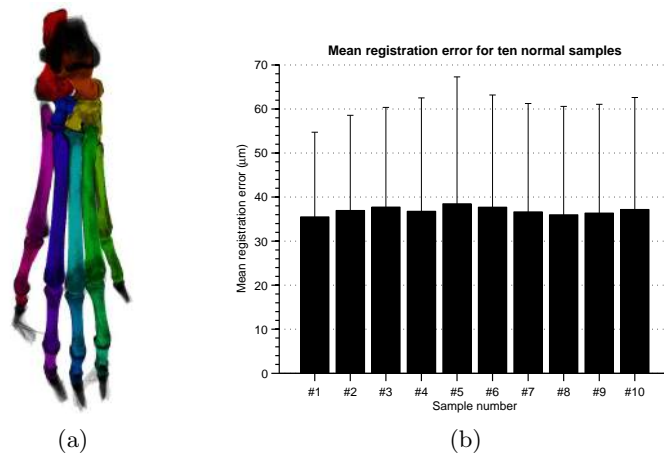 Mean registration error for ten normal samples
Mean registration error (µm)
70
60
50
40
30
20
10
0
#1 #2 #3 #4 #5 #6 #7 #8 #9 #10
Sample number
(a) (b)